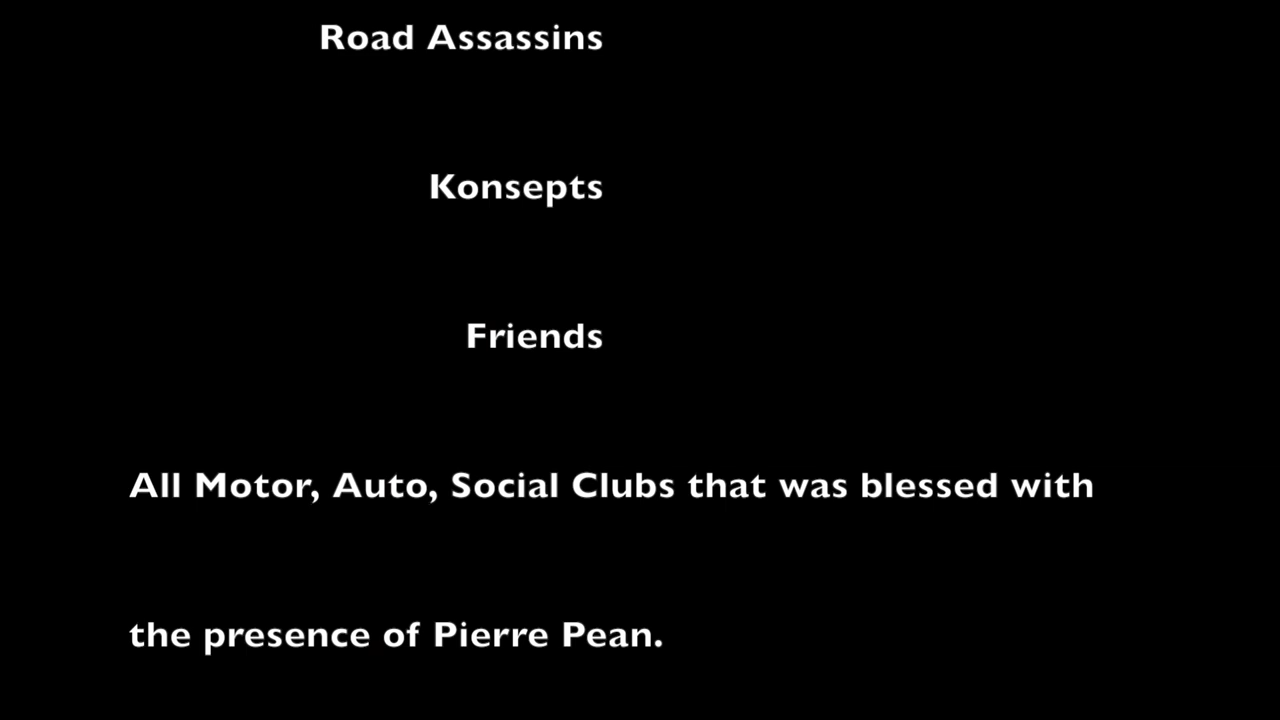 Road Assassins
Konsepts
Friends
All Motor, Auto, Social Clubs that was blessed with
the presence of Pierre Pean.